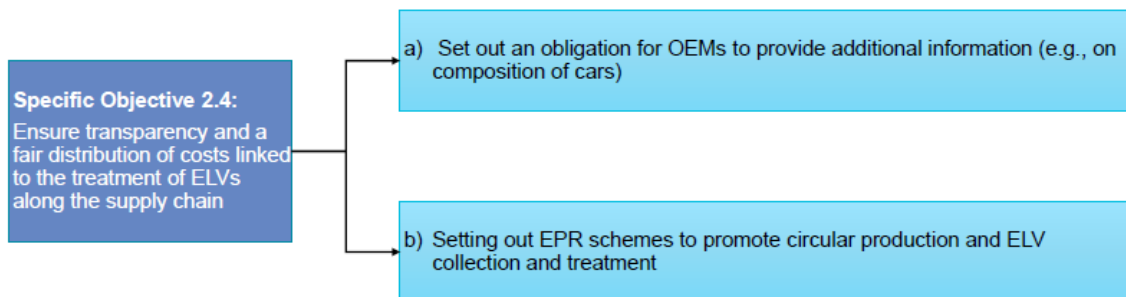 Specific Objective 2.4:
Ensure transparency and a
fair distribution of costs linked
to the treatment of ELVs
along the supply chain
a) Set out an obligation for OEMs to provide additional information (e.g., on
composition of cars)
b) Setting out EPR schemes to promote circular production and ELV
collection and treatment